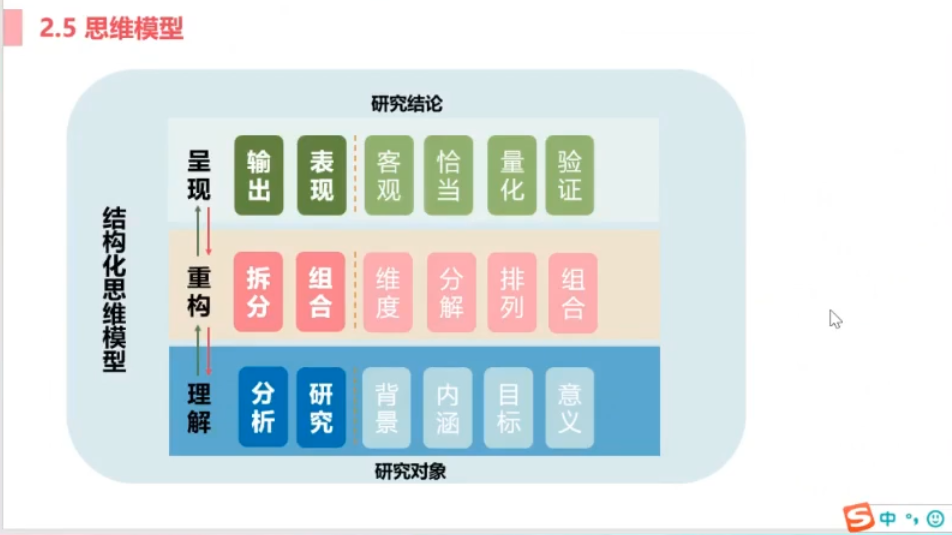 2.5 思维模型
研究结论
结构化思维模型
呈现 输出 表现 客观 恰当 量化 验证
重构 拆分 组合 维度 分解 排列 组合
理解 分析 研究 背景 内涵 目标 意义
研究对象
S 中 °,